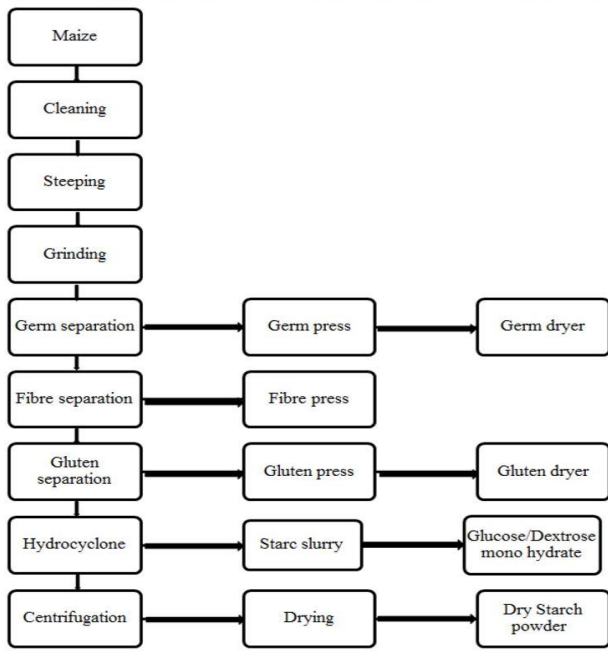 Maize
Cleaning
Steeping
Grinding
Germ separation
Germ press
Germ dryer
Fibre separation
Fibre press
Gluten
separation
Gluten press
Gluten dryer
Hydrocyclone
Starc slurry
Glucose/Dextrose
mono hydrate
Centrifugation
Drying
Dry Starch
powder